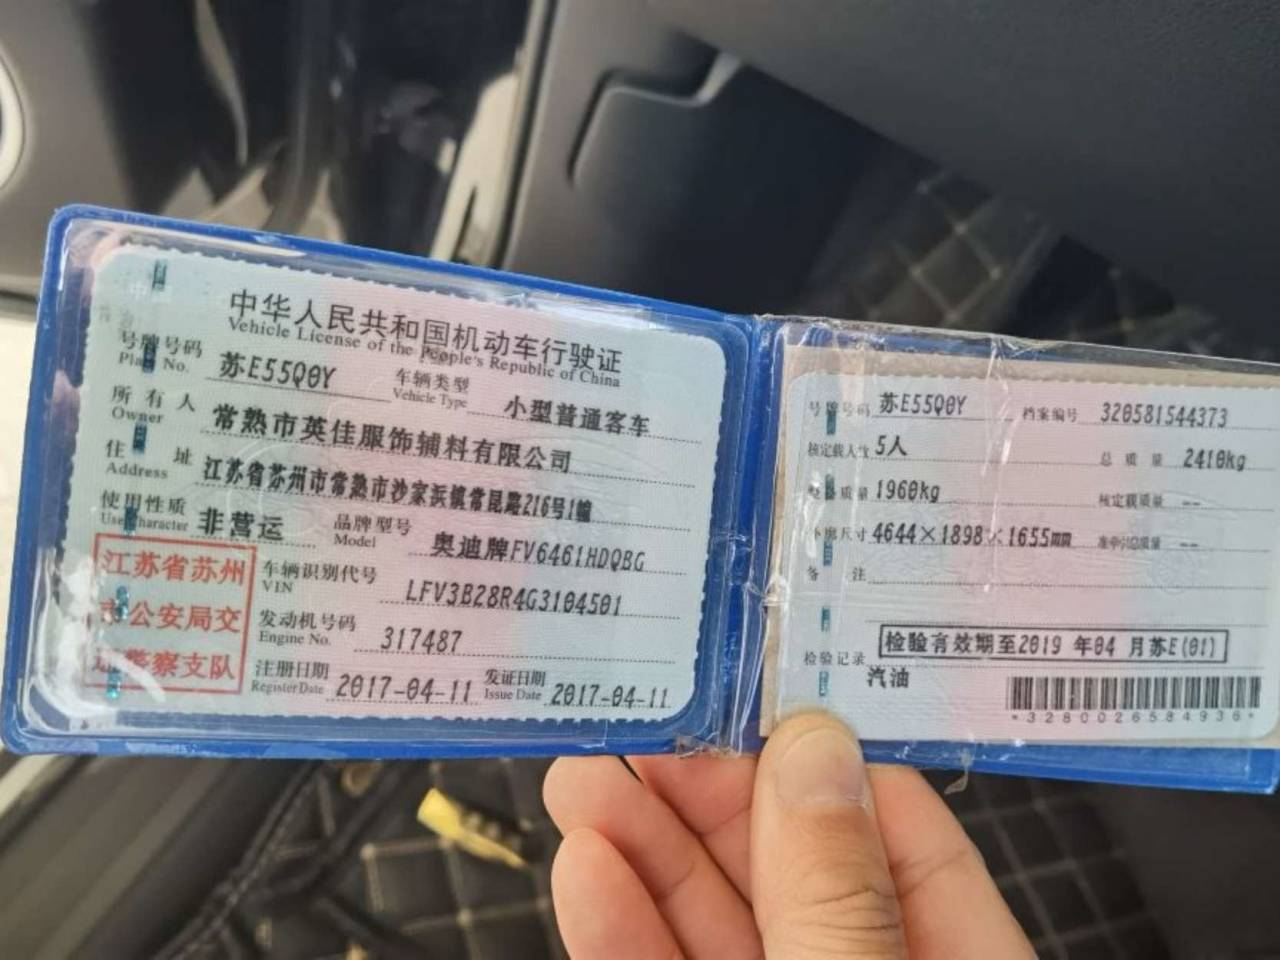 中华人民共和国机动车行驶证
Vehicle License of the People's Republic of China
号牌号码 苏E55Q0Y 车辆类型 小型普通客车
Plate No. Vehicle Type
所有人 常熟市英佳服饰辅料有限公司
Owner
住址 江苏省苏州市常熟市沙家浜镇常昆路216号1幢
Address
使用性质 非营运 品牌型号 奥迪牌FV6461HDQBG
Use Character Model
江苏省苏州
市公安局交
通警察支队
车辆识别代号 LFV3B28R4G3104501
VIN
发动机号码 317487
Engine No.
注册日期 2017-04-11 发证日期 2017-04-11
Register Date Issue Date
号牌号码 苏E55Q0Y 档案编号 320581544373
核定载人数 5人 总质量 2410kg
整备质量 1960kg 核定载质量 --
外廓尺寸 4644×1898×1655mm 准牵引总质量 --
备注
检验有效期至2019年04月苏E(01)
检验记录
汽油
*3280026584936*